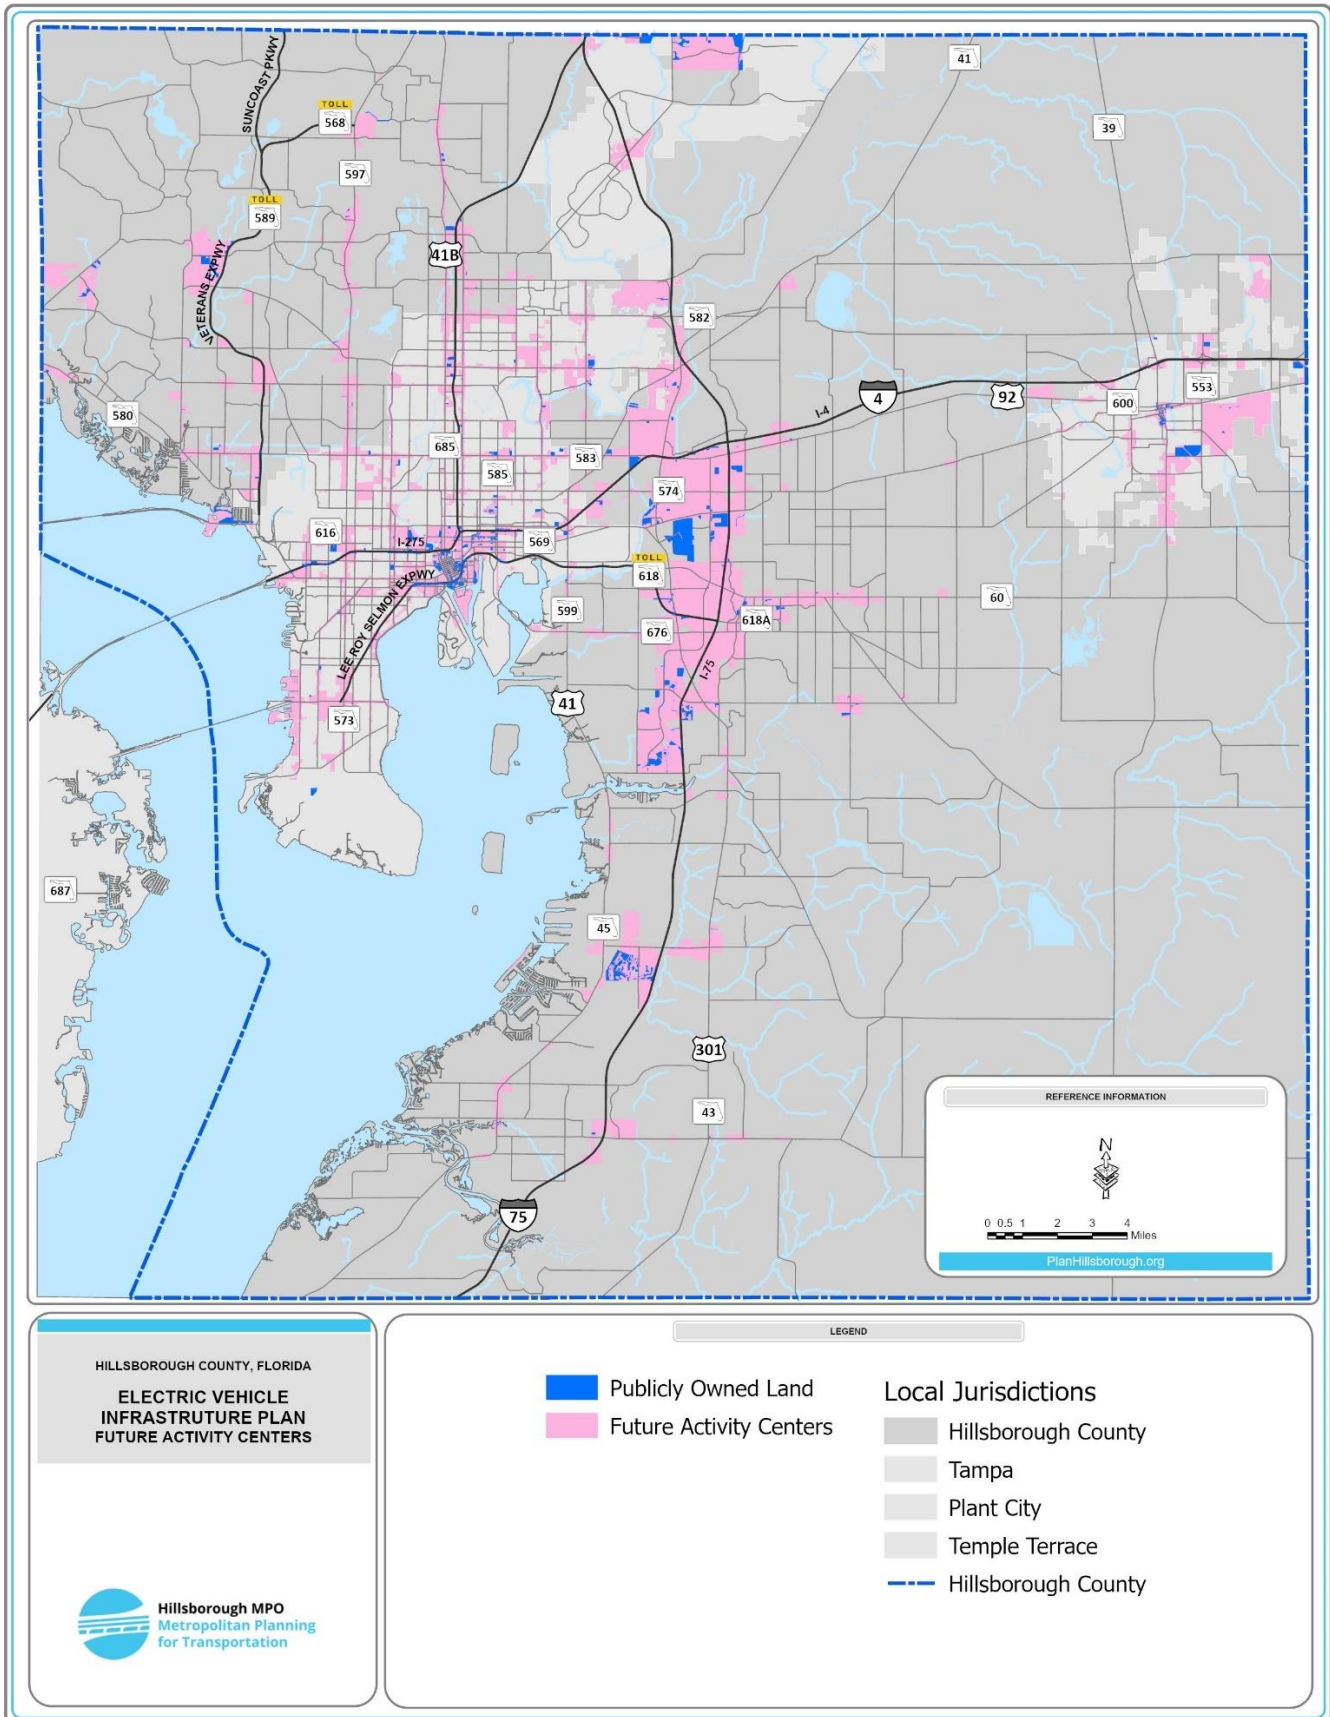 SUNCOAST PKWY
41
TOLL
568
39
597
TOLL
589
41B
VETERANS EXPWY
582
4
92
553
600
I-4
580
685
583
585
574
616
569
I-275
TOLL
618
LEE ROY SELMON EXPWY
599
60
618A
676
I-75
41
573
687
45
301
43
75
REFERENCE INFORMATION
N
0 0.5 1 2 3 4
Miles
PlanHillsborough.org
HILLSBOROUGH COUNTY, FLORIDA
ELECTRIC VEHICLE
INFRASTRUTURE PLAN
FUTURE ACTIVITY CENTERS
Hillsborough MPO
Metropolitan Planning
for Transportation
LEGEND
Publicly Owned Land
Future Activity Centers
Local Jurisdictions
Hillsborough County
Tampa
Plant City
Temple Terrace
Hillsborough County